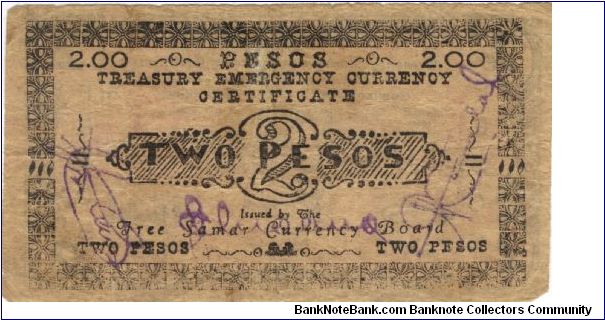 2.00 PESOS 2.00
TREASURY EMERGENCY CURRENCY
CERTIFICATE
TWO PESOS
2
Issued by The
Free Samar Currency Board
TWO PESOS TWO PESOS
BankNoteBank.com Banknote Collectors Community